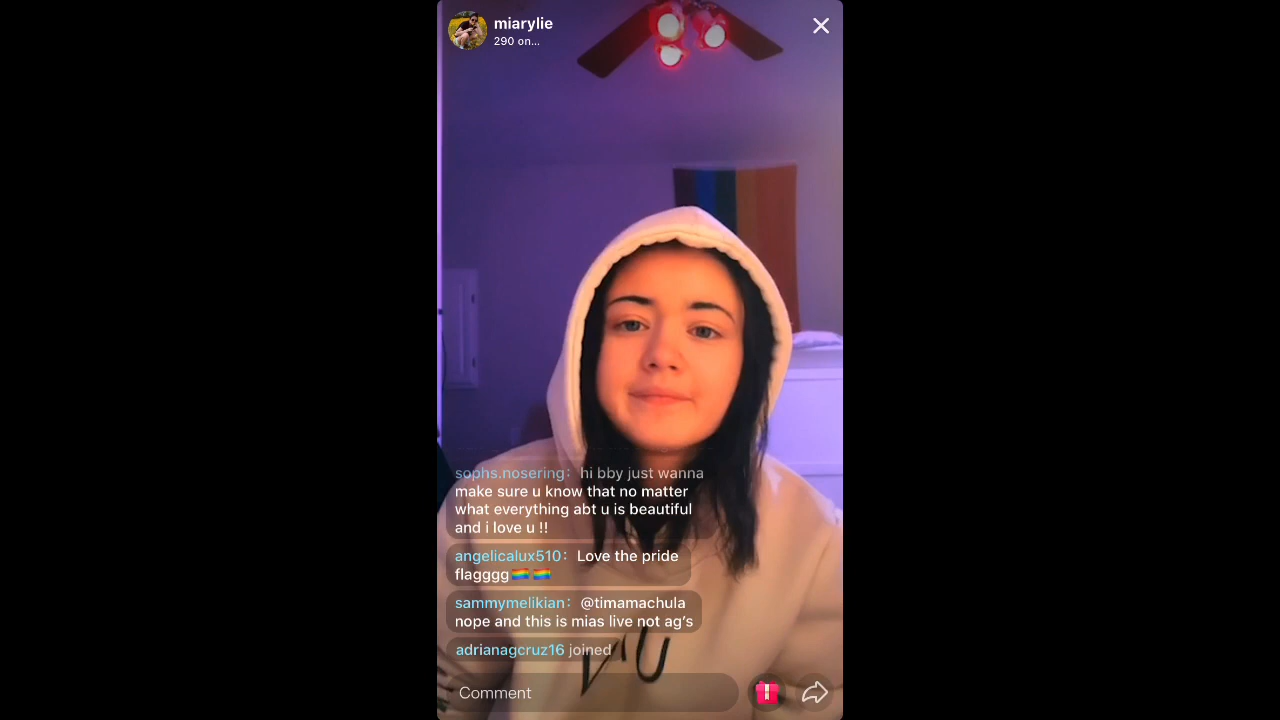 miarylie
290 on...
sophs.nosering: hi bby just wanna
make sure u know that no matter
what everything abt u is beautiful
and i love u !!
angelicalux510: Love the pride
flagggg🏳️‍🌈🏳️‍🌈
sammymelikian: @timamachula
nope and this is mias live not ag's
adrianagcruz16 joined
Comment